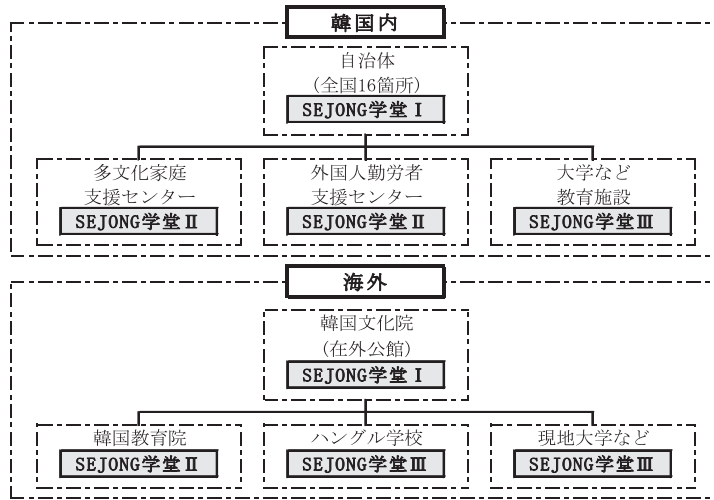 韓国内
自治体
（全国16箇所）
SEJONG学堂Ⅰ
多文化家庭
支援センター
SEJONG学堂Ⅱ
外国人勤労者
支援センター
SEJONG学堂Ⅱ
大学など
教育施設
SEJONG学堂Ⅲ
海外
韓国文化院
（在外公館）
SEJONG学堂Ⅰ
韓国教育院
SEJONG学堂Ⅱ
ハングル学校
SEJONG学堂Ⅲ
現地大学など
SEJONG学堂Ⅲ